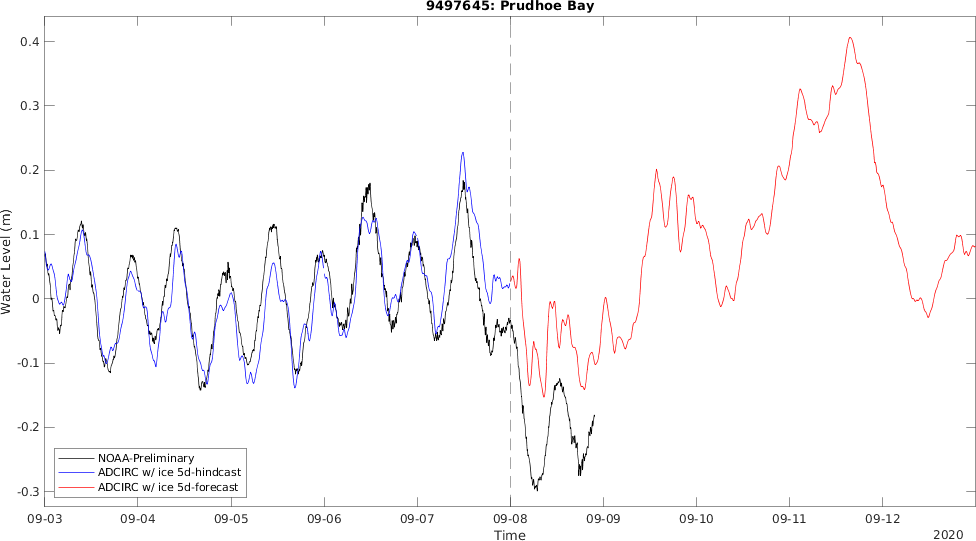 9497645: Prudhoe Bay
Water Level (m)
0.4
0.3
0.2
0.1
0
-0.1
-0.2
-0.3
NOAA-Preliminary
ADCIRC w/ ice 5d-hindcast
ADCIRC w/ ice 5d-forecast
09-03 09-04 09-05 09-06 09-07 09-08 09-09 09-10 09-11 09-12
Time
2020